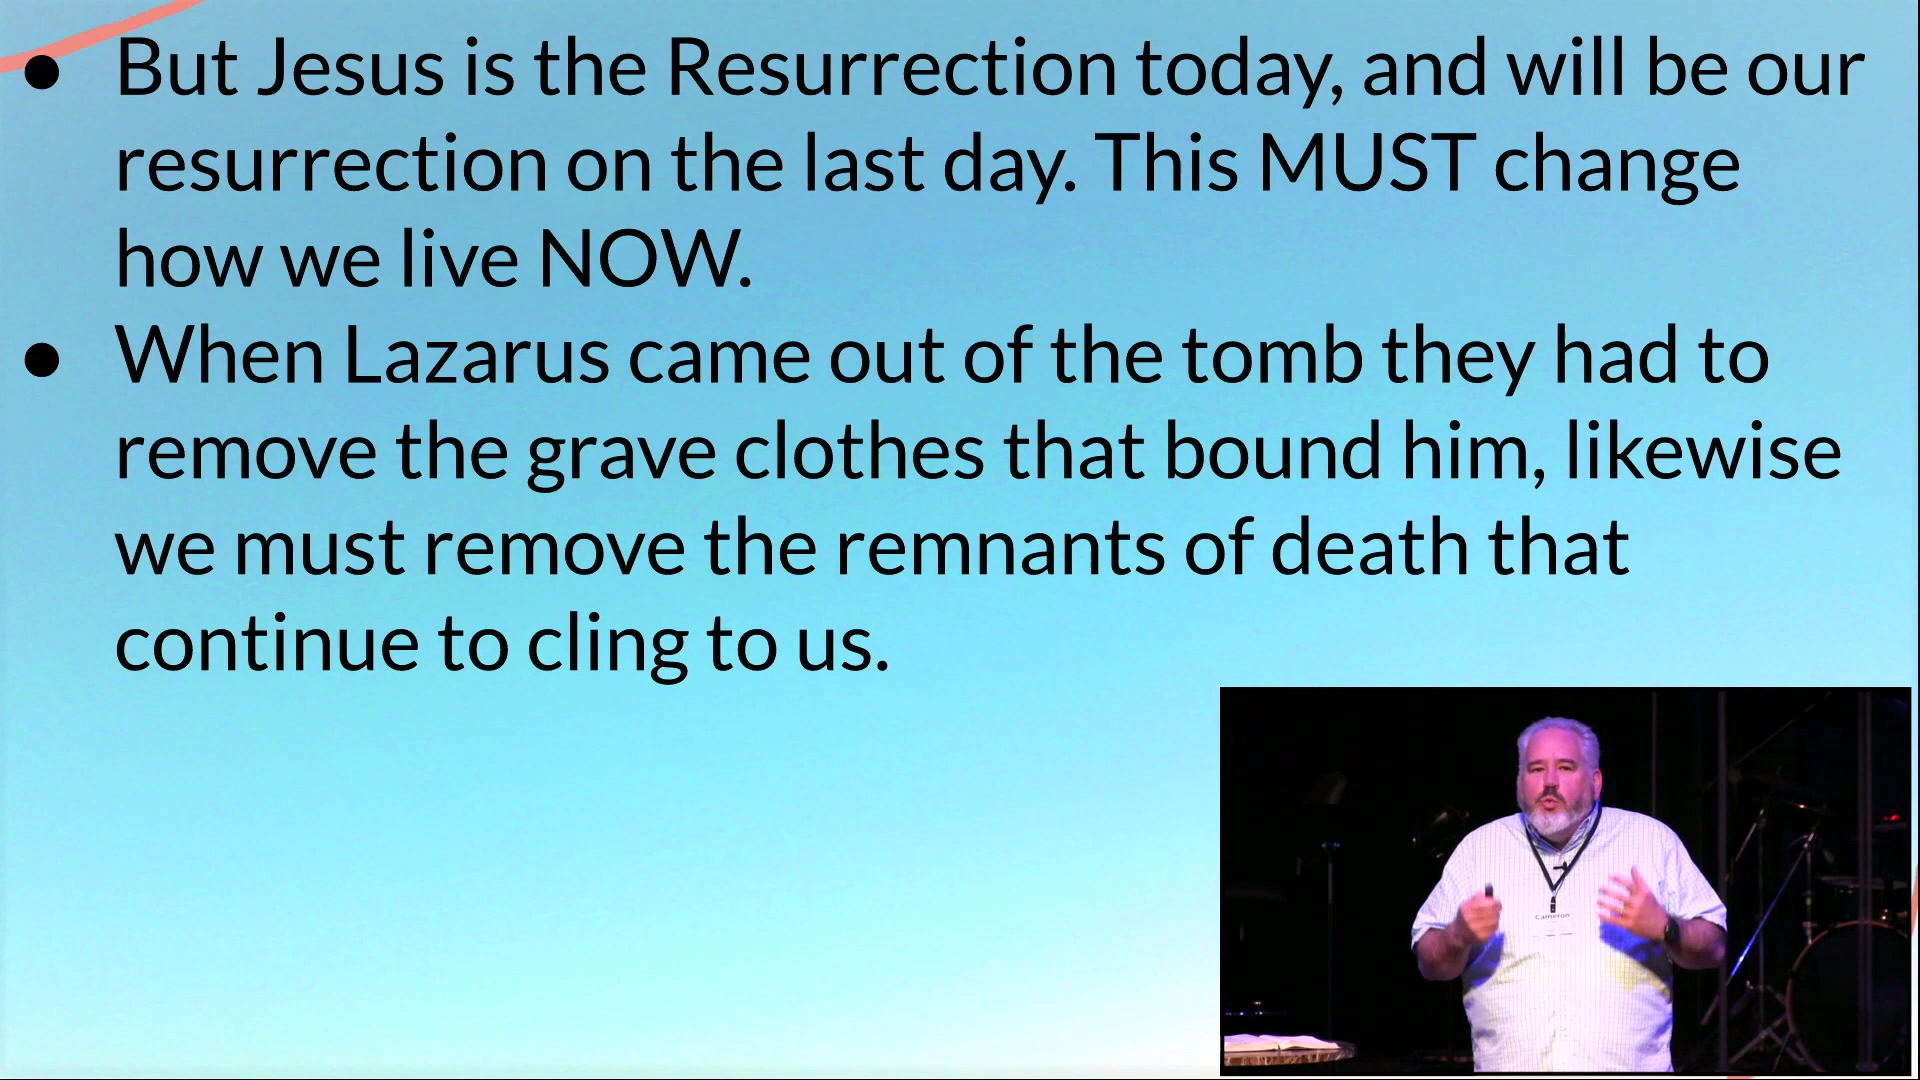 ● But Jesus is the Resurrection today, and will be our
resurrection on the last day. This MUST change
how we live NOW.
● When Lazarus came out of the tomb they had to
remove the grave clothes that bound him, likewise
we must remove the remnants of death that
continue to cling to us.
Cameron